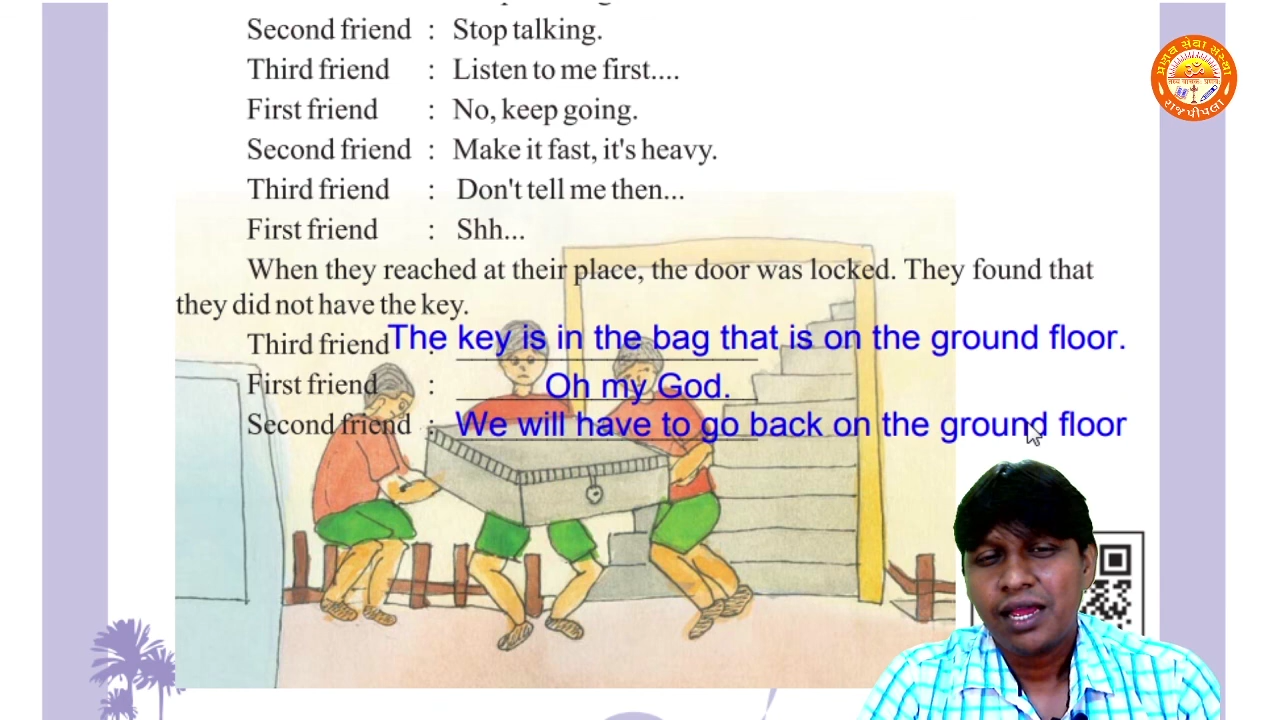 Second friend : Stop talking.
Third friend : Listen to me first....
First friend : No, keep going.
Second friend : Make it fast, it's heavy.
Third friend : Don't tell me then...
First friend : Shh...
When they reached at their place, the door was locked. They found that
they did not have the key.
Third friend : The key is in the bag that is on the ground floor.
First friend : Oh my God.
Second friend : We will have to go back on the ground floor
પ્રણવ સેવા સંસ્થા
રાજપીપલા